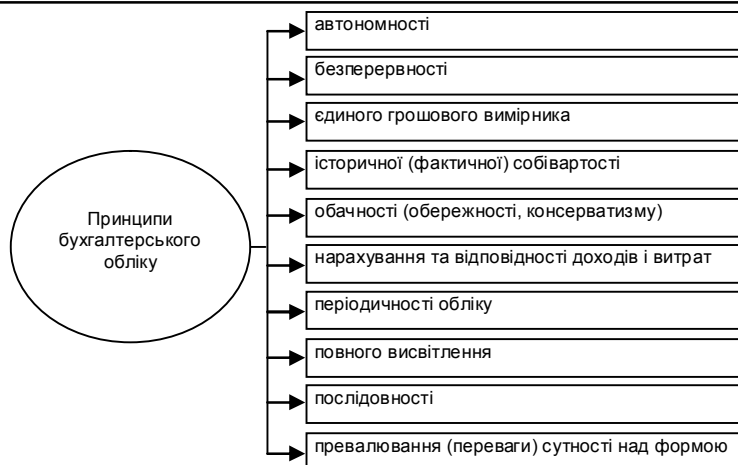 Принципи
бухгалтерського
обліку
автономності
безперервності
єдиного грошового вимірника
історичної (фактичної) собівартості
обачності (обережності, консерватизму)
нарахування та відповідності доходів і витрат
періодичності обліку
повного висвітлення
послідовності
превалювання (переваги) сутності над формою